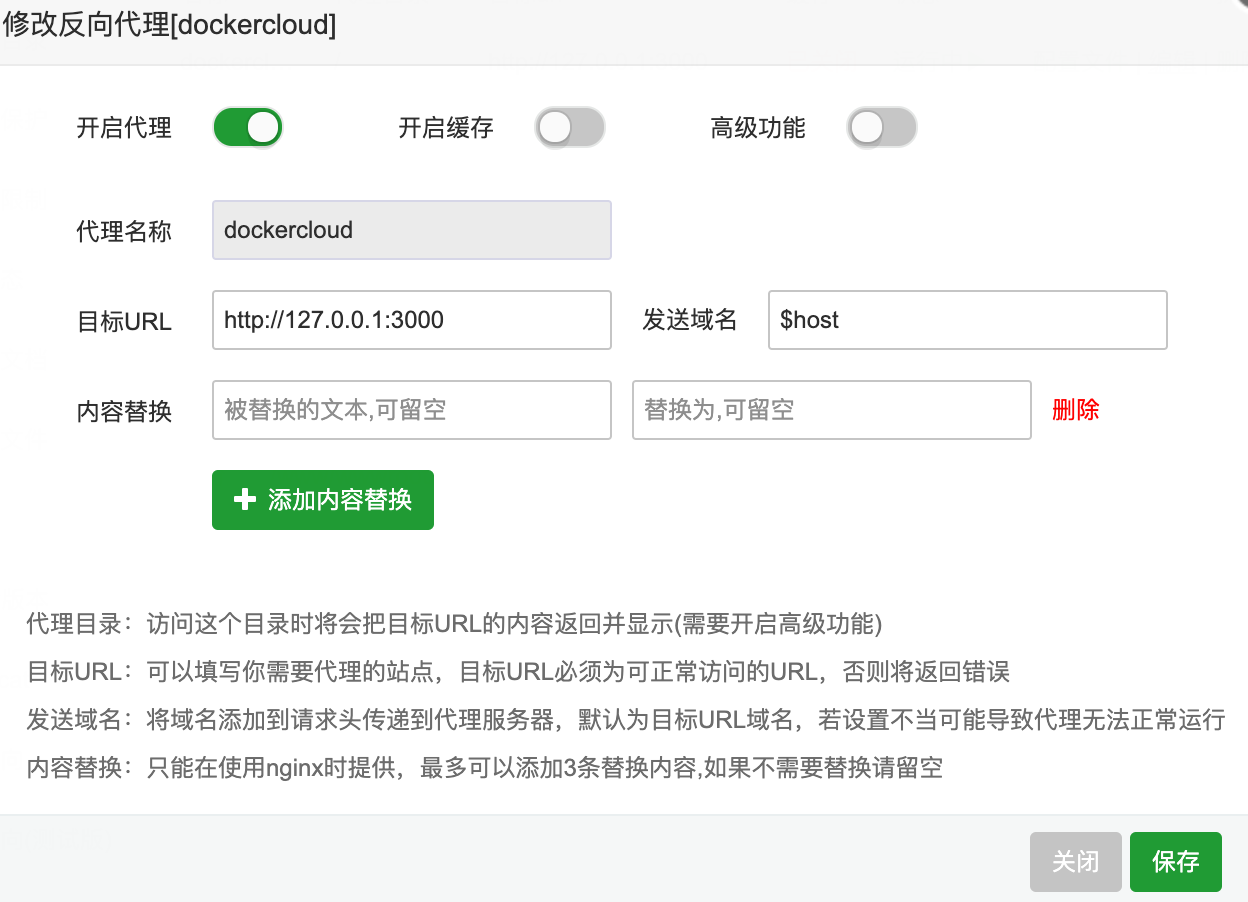 修改反向代理[dockercloud]
开启代理 开启缓存 高级功能
代理名称 dockercloud
目标URL http://127.0.0.1:3000 发送域名 $host
内容替换 被替换的文本,可留空 替换为,可留空 删除
添加内容替换
代理目录：访问这个目录时将会把目标URL的内容返回并显示(需要开启高级功能)
目标URL：可以填写你需要代理的站点，目标URL必须为可正常访问的URL，否则将返回错误
发送域名：将域名添加到请求头传递到代理服务器，默认为目标URL域名，若设置不当可能导致代理无法正常运行
内容替换：只能在使用nginx时提供，最多可以添加3条替换内容,如果不需要替换请留空
关闭 保存